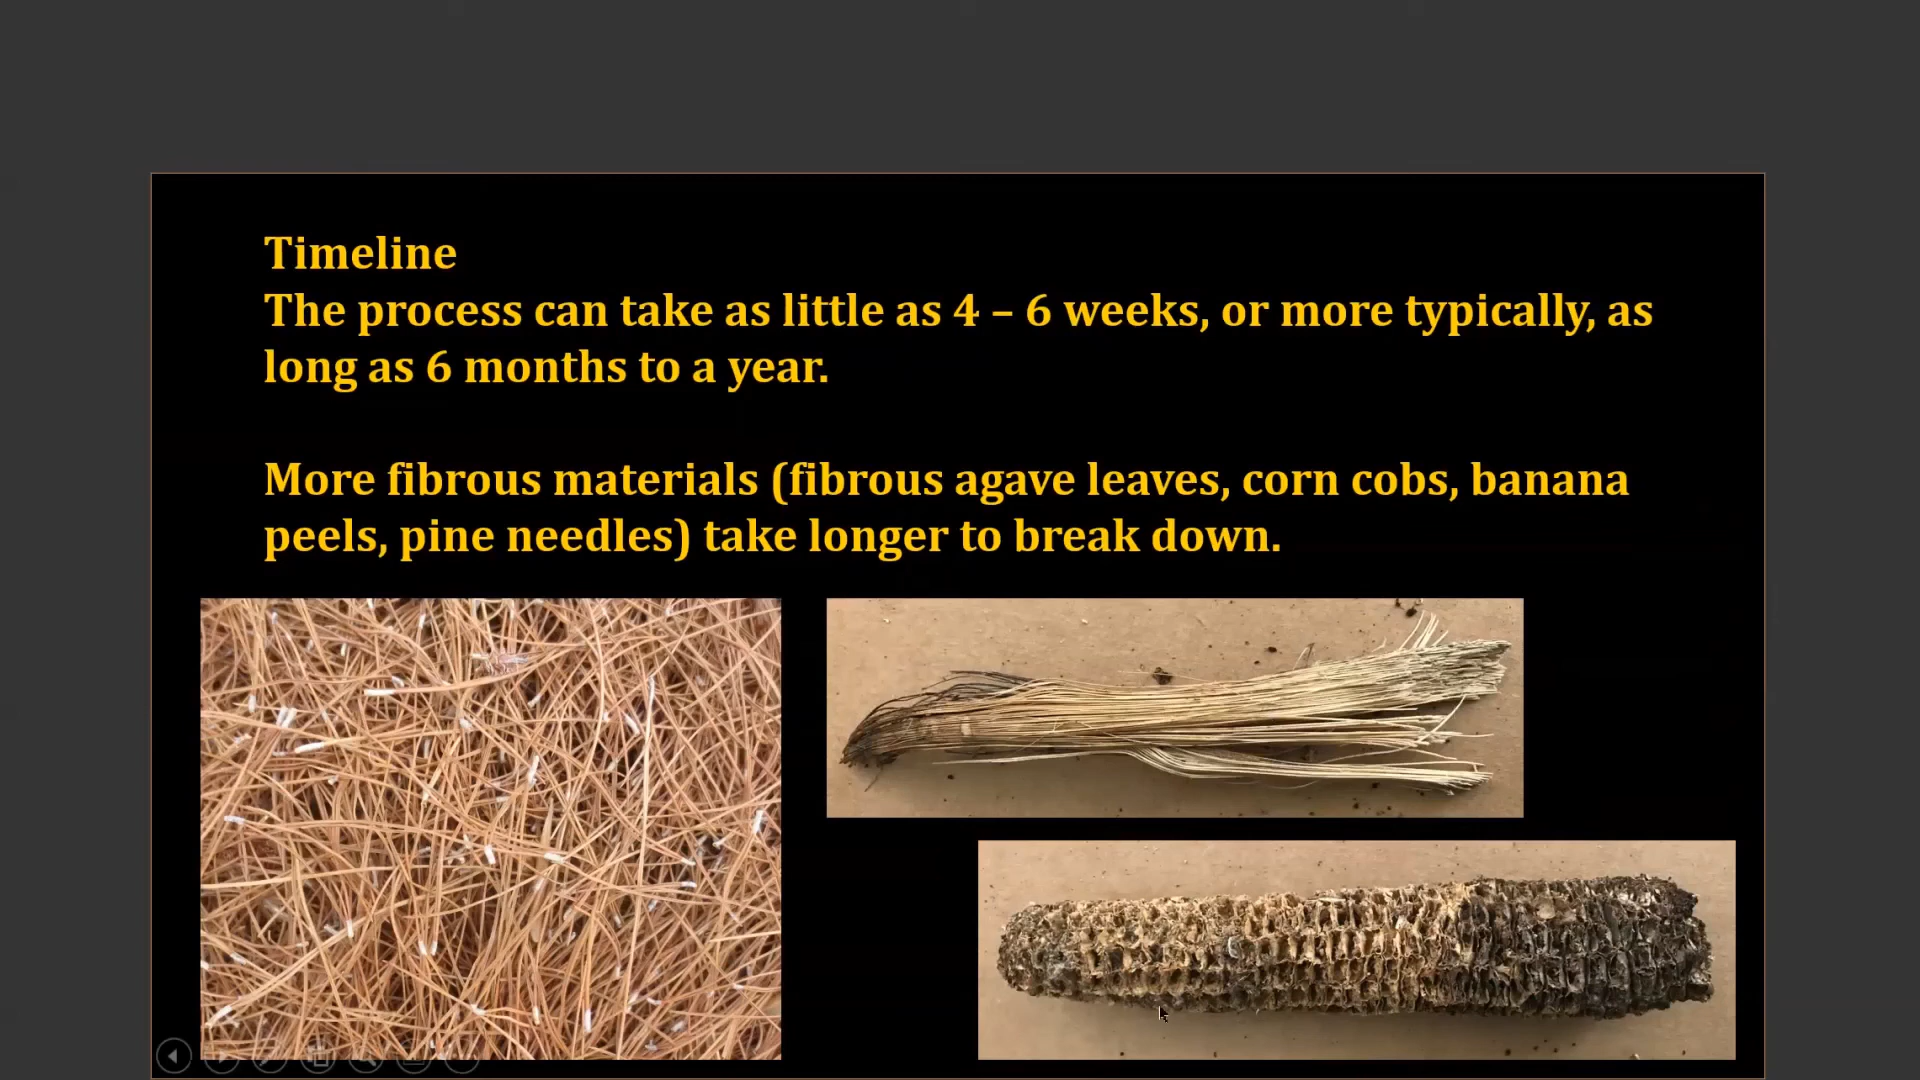 Timeline
The process can take as little as 4 – 6 weeks, or more typically, as
long as 6 months to a year.
More fibrous materials (fibrous agave leaves, corn cobs, banana
peels, pine needles) take longer to break down.